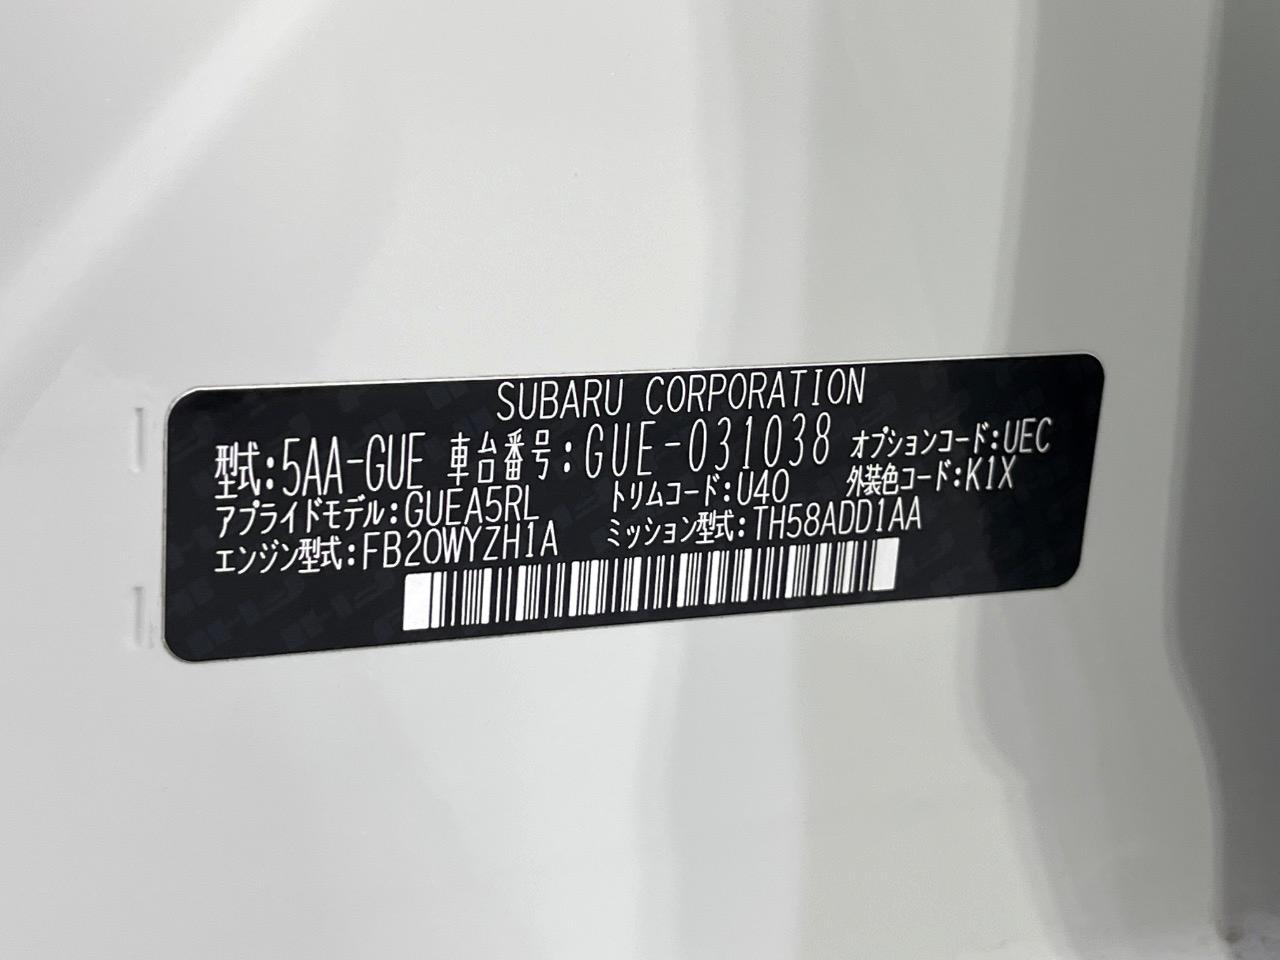 SUBARU CORPORATION
型式:5AA-GUE 車台番号:GUE-031038 オプションコード:UEC
アプライドモデル:GUEA5RL トリムコード:U40 外装色コード:K1X
エンジン型式:FB20WYZH1A ミッション型式:TH58ADD1AA